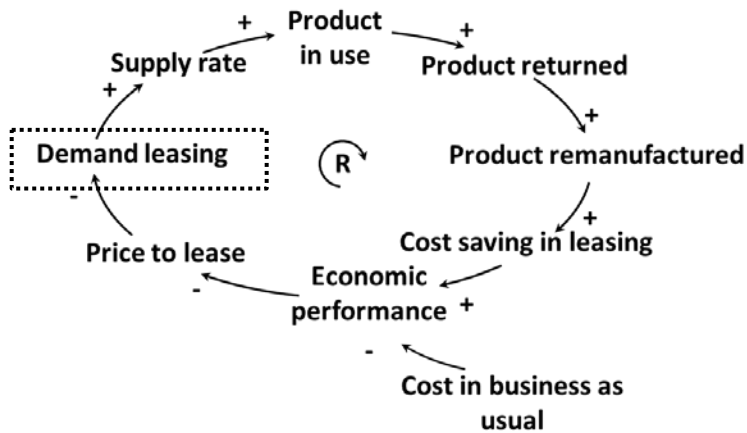 +
Product
in use
+
Supply rate
Product returned
+
+
Demand leasing
R
Product remanufactured
-
+
Price to lease
Cost saving in leasing
Economic
performance
-
+
-
Cost in business as
usual